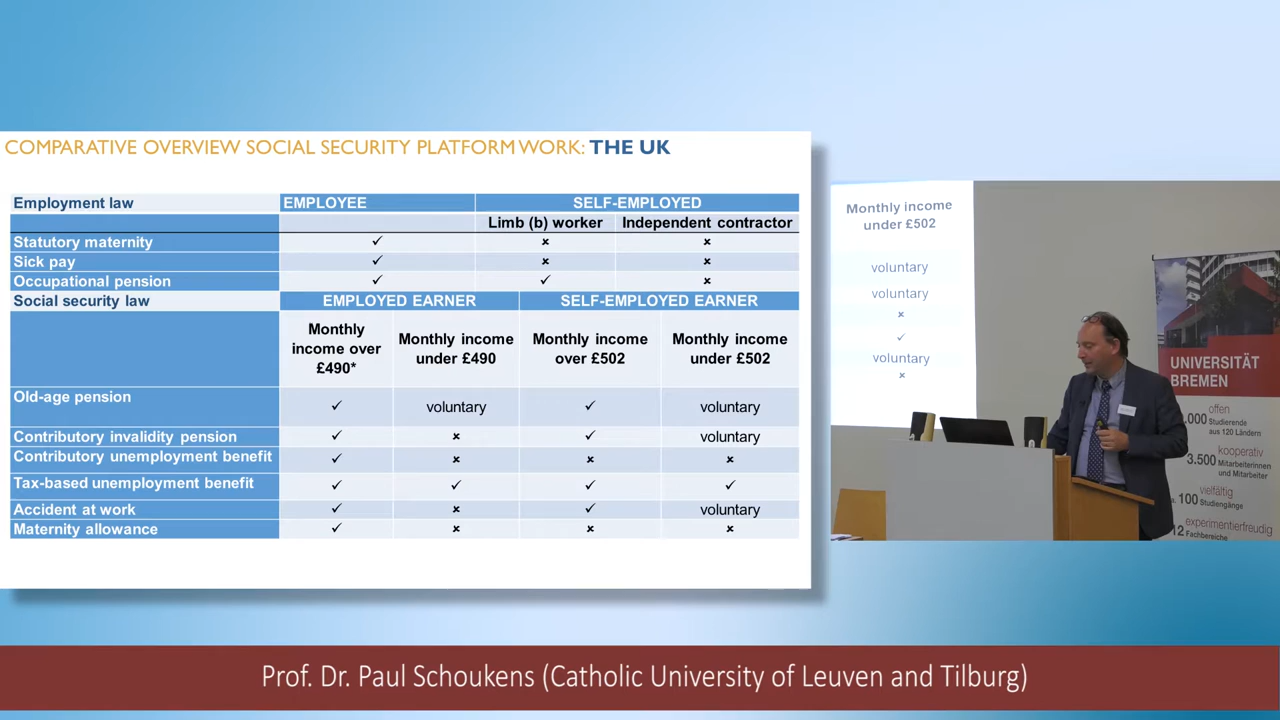 COMPARATIVE OVERVIEW SOCIAL SECURITY PLATFORM WORK: THE UK
Employment law EMPLOYEE SELF-EMPLOYED
Limb (b) worker Independent contractor
Statutory maternity ✓ × ×
Sick pay ✓ × ×
Occupational pension ✓ ✓ ×
Social security law EMPLOYED EARNER SELF-EMPLOYED EARNER
Monthly income over £490* Monthly income under £490 Monthly income over £502 Monthly income under £502
Old-age pension ✓ voluntary ✓ voluntary
Contributory invalidity pension ✓ × ✓ voluntary
Contributory unemployment benefit ✓ × × ×
Tax-based unemployment benefit ✓ ✓ ✓ ✓
Accident at work ✓ × ✓ voluntary
Maternity allowance ✓ × × ×
Monthly income
under £502
voluntary
voluntary
×
✓
voluntary
×
UNIVERSITÄT
BREMEN
.000 offen
Studierende
aus 120 Ländern
3.500 kooperativ
Mitarbeiterinnen
und Mitarbeiter
100 vielfältig
Studiengänge
12 experimentierfreudig
Fachbereiche
Prof. Dr. Paul Schoukens (Catholic University of Leuven and Tilburg)